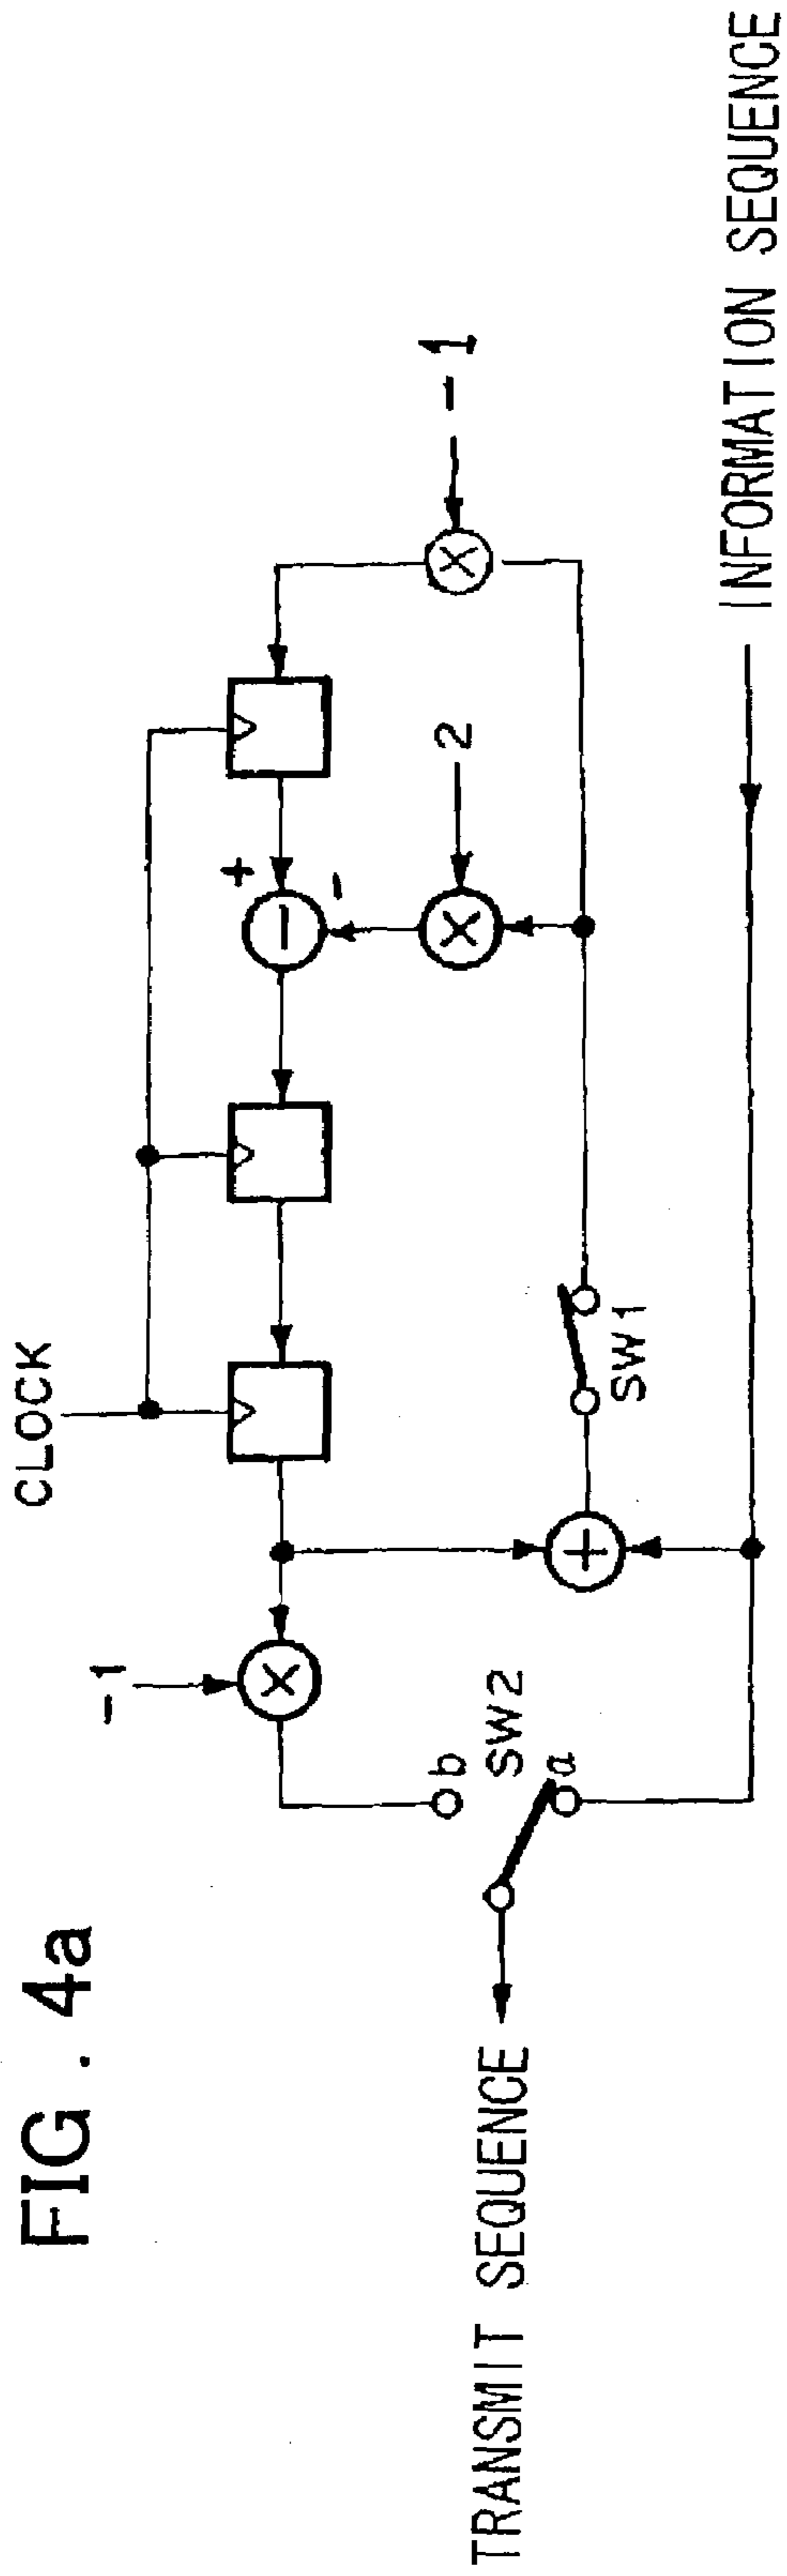 FIG. 4a
CLOCK
-1
+
-
2
-1
b
SW2
a
SW1
TRANSMIT SEQUENCE
INFORMATION SEQUENCE